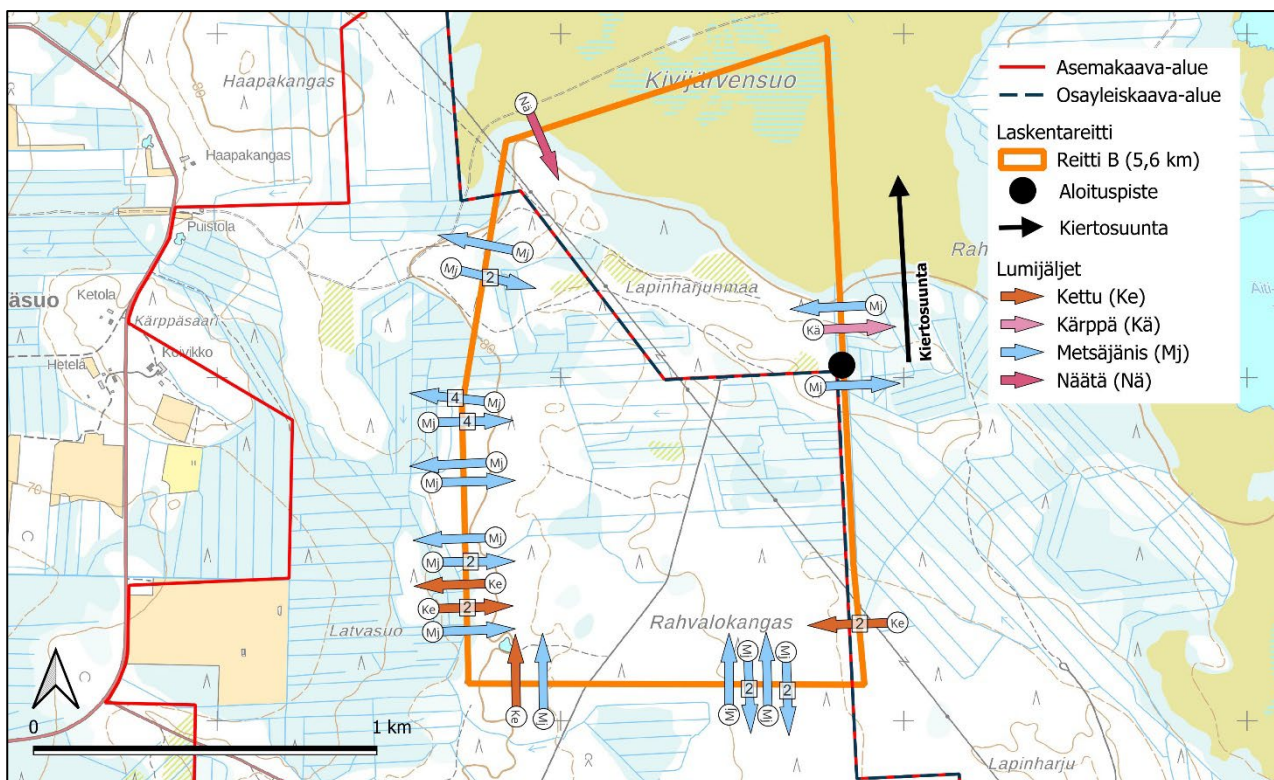 Haapakangas
80
Kivijärvensuo
Asemakaava-alue
Osayleiskaava-alue
Laskentareitti
Reitti B (5,6 km)
Aloituspiste
Kiertosuunta
Lumijäljet
Kettu (Ke)
Kärppä (Kä)
Metsäjänis (Mj)
Näätä (Nä)
Nä
Haapakangas
Puistola
Mj
Mj
2
Lapinharjunmaa
Rah
Kiertosuunta
äsuo
Ketola
Kärppäsaari
Hetelä
Koivikko
Mj
Kä
Mj
4
Mj
Mj
4
Mj
Mj
70
Mj
Mj
2
Ke
Ke
2
Mj
Latvasuo
Rahvalokangas
2
Ke
Mj
Mj
2
2
Ke
Mj
Mj
Mj
0
1 km
Lapinharju